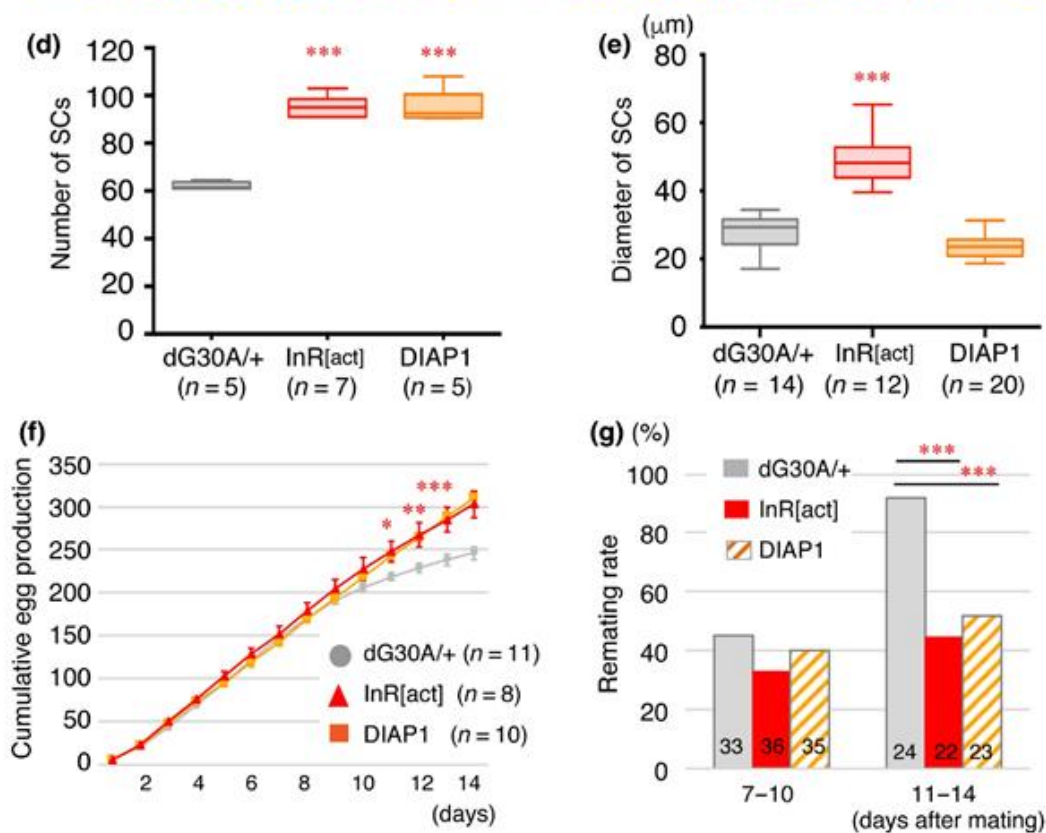 (d)
Number of SCs
120
100
80
60
40
20
0
*** ***
dG30A/+ InR[act] DIAP1
(n = 5) (n = 7) (n = 5)
(e) (μm)
Diameter of SCs
80
60
40
20
0
***
dG30A/+ InR[act] DIAP1
(n = 14) (n = 12) (n = 20)
(f)
Cumulative egg production
350
300
250
200
150
100
50
0
* ** ***
dG30A/+ (n = 11)
InR[act] (n = 8)
DIAP1 (n = 10)
2 4 6 8 10 12 14
(days)
(g) (%)
Remating rate
100
80
60
40
20
0
dG30A/+
InR[act]
DIAP1
***
***
33 36 35 24 22 23
7–10 11–14
(days after mating)